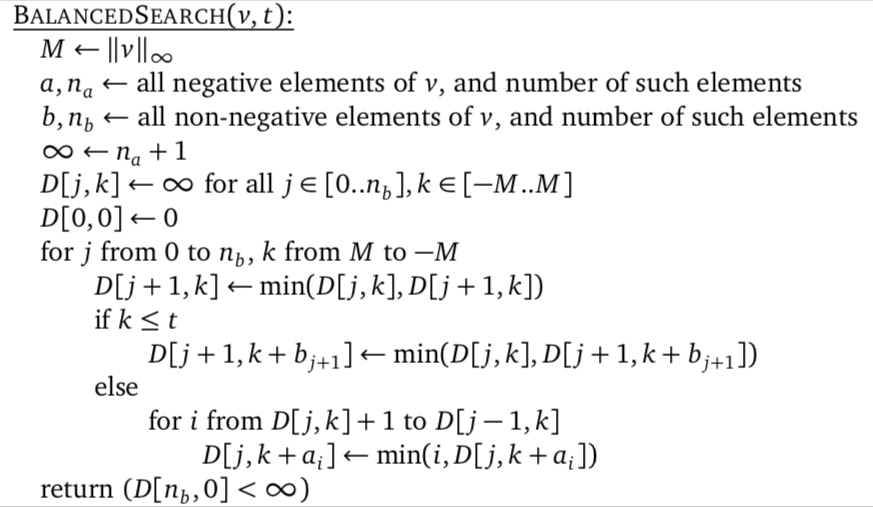 BALANCEDSEARCH(v, t):
M ← ‖v‖∞
a, nₐ ← all negative elements of v, and number of such elements
b, n_b ← all non-negative elements of v, and number of such elements
∞ ← nₐ + 1
D[j, k] ← ∞ for all j ∈ [0..n_b], k ∈ [−M..M]
D[0, 0] ← 0
for j from 0 to n_b, k from M to −M
D[j + 1, k] ← min(D[j, k], D[j + 1, k])
if k ≤ t
D[j + 1, k + b_{j+1}] ← min(D[j, k], D[j + 1, k + b_{j+1}])
else
for i from D[j, k] + 1 to D[j − 1, k]
D[j, k + a_i] ← min(i, D[j, k + a_i])
return (D[n_b, 0] < ∞)